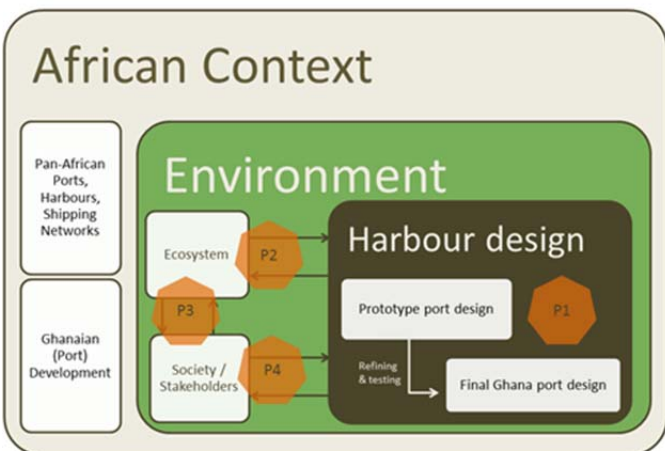 African Context
Pan-African
Ports,
Harbours,
Shipping
Networks
Ghanaian
(Port)
Development
Environment
Ecosystem
P2
P3
Society /
Stakeholders
P4
Harbour design
Prototype port design
P1
Refining
& testing
Final Ghana port design